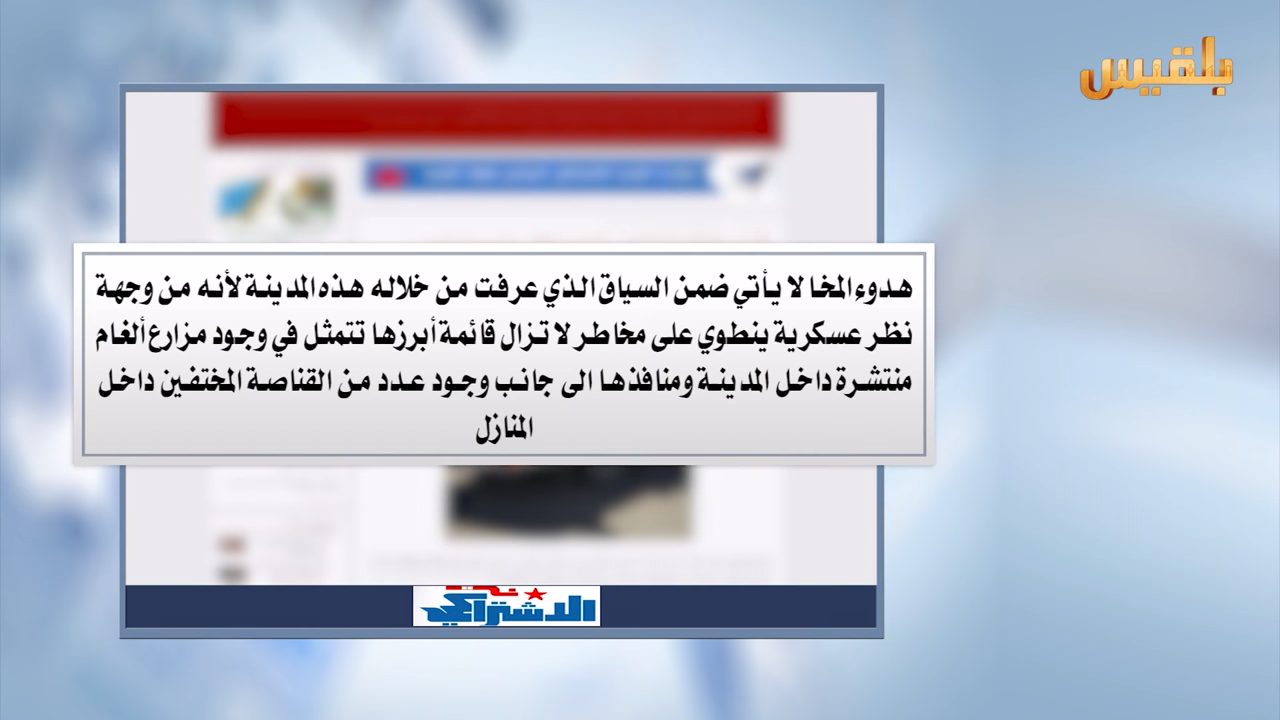 بلقيس
هدوء المخا لا يأتي ضمن السياق الذي عرفت من خلاله هذه المدينة لأنه من وجهة
نظر عسكرية ينطوي على مخاطر لا تزال قائمة أبرزها تتمثل في وجود مزارع ألغام
منتشرة داخل المدينة ومنافذها الى جانب وجود عدد من القناصة المختفين داخل
المنازل
الاشتراكي